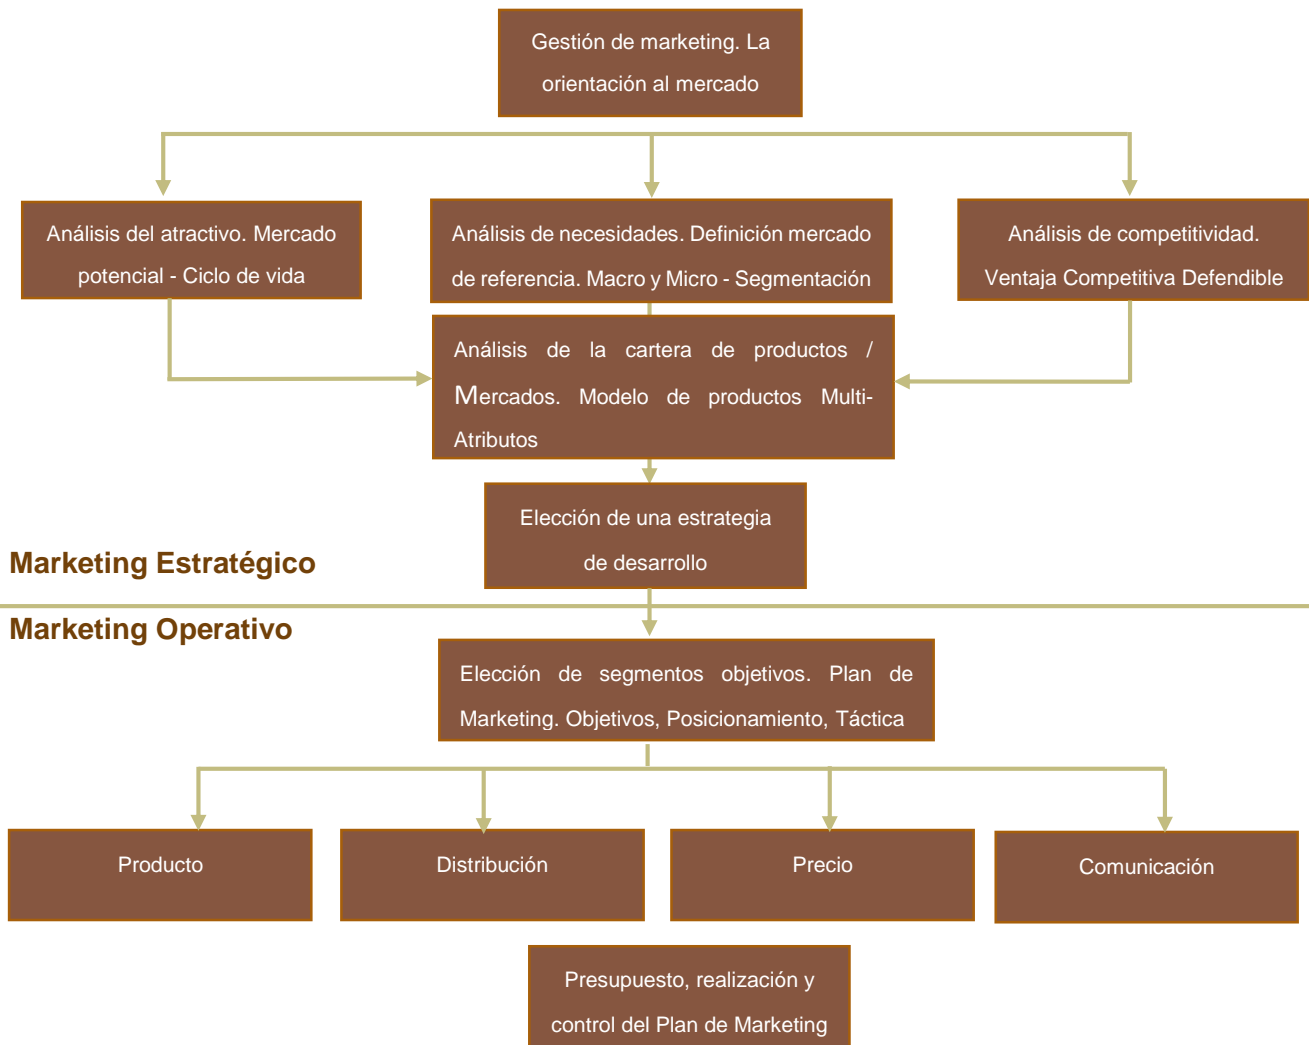 Gestión de marketing. La
orientación al mercado
Análisis del atractivo. Mercado
potencial - Ciclo de vida
Análisis de necesidades. Definición mercado
de referencia. Macro y Micro - Segmentación
Análisis de competitividad.
Ventaja Competitiva Defendible
Análisis de la cartera de productos /
Mercados. Modelo de productos Multi-
Atributos
Elección de una estrategia
de desarrollo
Marketing Estratégico
Marketing Operativo
Elección de segmentos objetivos. Plan de
Marketing. Objetivos, Posicionamiento, Táctica
Producto
Distribución
Precio
Comunicación
Presupuesto, realización y
control del Plan de Marketing